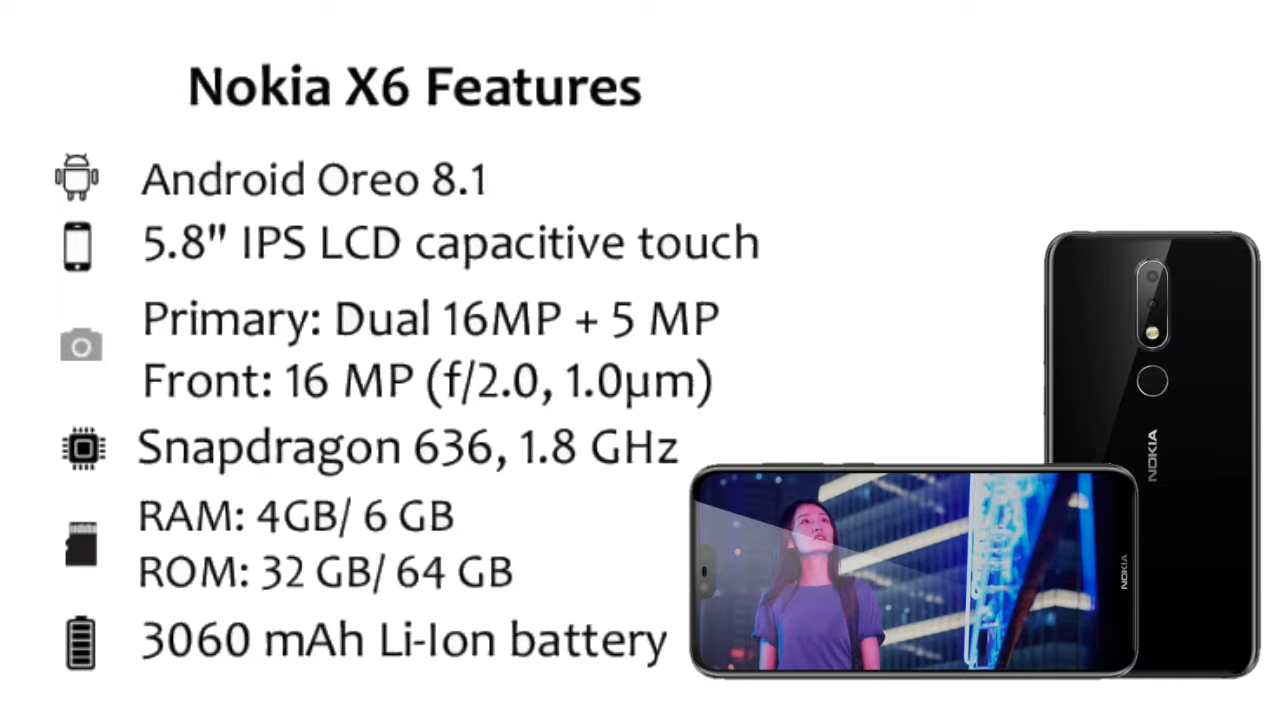 Nokia X6 Features
Android Oreo 8.1
5.8" IPS LCD capacitive touch
Primary: Dual 16MP + 5 MP
Front: 16 MP (f/2.0, 1.0µm)
Snapdragon 636, 1.8 GHz
RAM: 4GB/ 6 GB
ROM: 32 GB/ 64 GB
3060 mAh Li-Ion battery
NOKIA
NOKIA